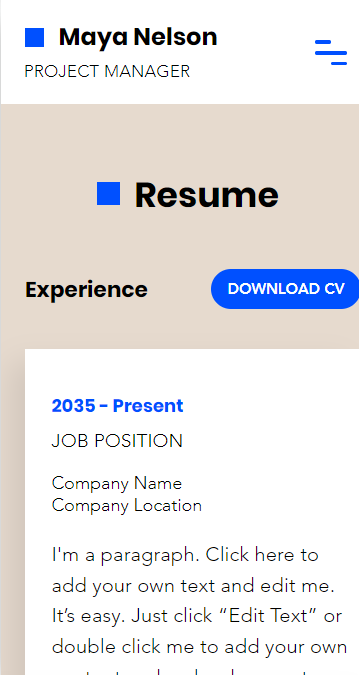 Maya Nelson
PROJECT MANAGER
Resume
Experience
DOWNLOAD CV
2035 - Present
JOB POSITION
Company Name
Company Location
I'm a paragraph. Click here to
add your own text and edit me.
It’s easy. Just click “Edit Text” or
double click me to add your own